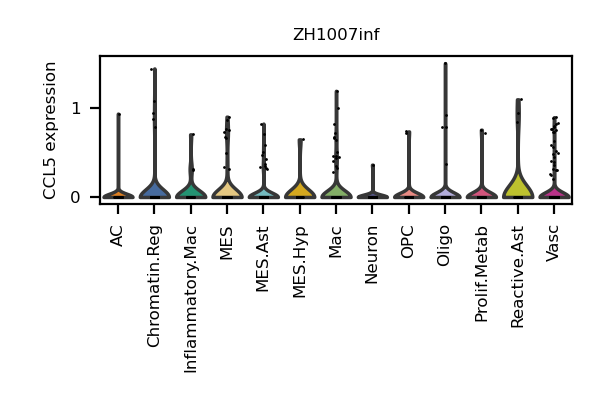 ZH1007inf
CCL5 expression
1
0
AC
Chromatin.Reg
Inflammatory.Mac
MES
MES.Ast
MES.Hyp
Mac
Neuron
OPC
Oligo
Prolif.Metab
Reactive.Ast
Vasc